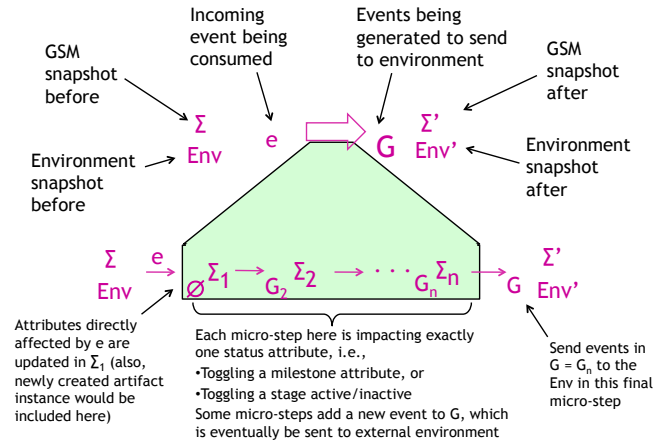 Incoming
event being
consumed
Events being
generated to send
to environment
GSM
snapshot
before
GSM
snapshot
after
Σ
Env
e
G
Σ'
Env'
Environment
snapshot
before
Environment
snapshot
after
Σ
Env
e
∅ Σ1 G2 Σ2 · · · Gn Σn
G
Σ'
Env'
Attributes directly
affected by e are
updated in Σ1 (also,
newly created artifact
instance would be
included here)
Each micro-step here is impacting exactly
one status attribute, i.e.,
•Toggling a milestone attribute, or
•Toggling a stage active/inactive
Some micro-steps add a new event to G, which
is eventually be sent to external environment
Send events in
G = Gn to the
Env in this final
micro-step